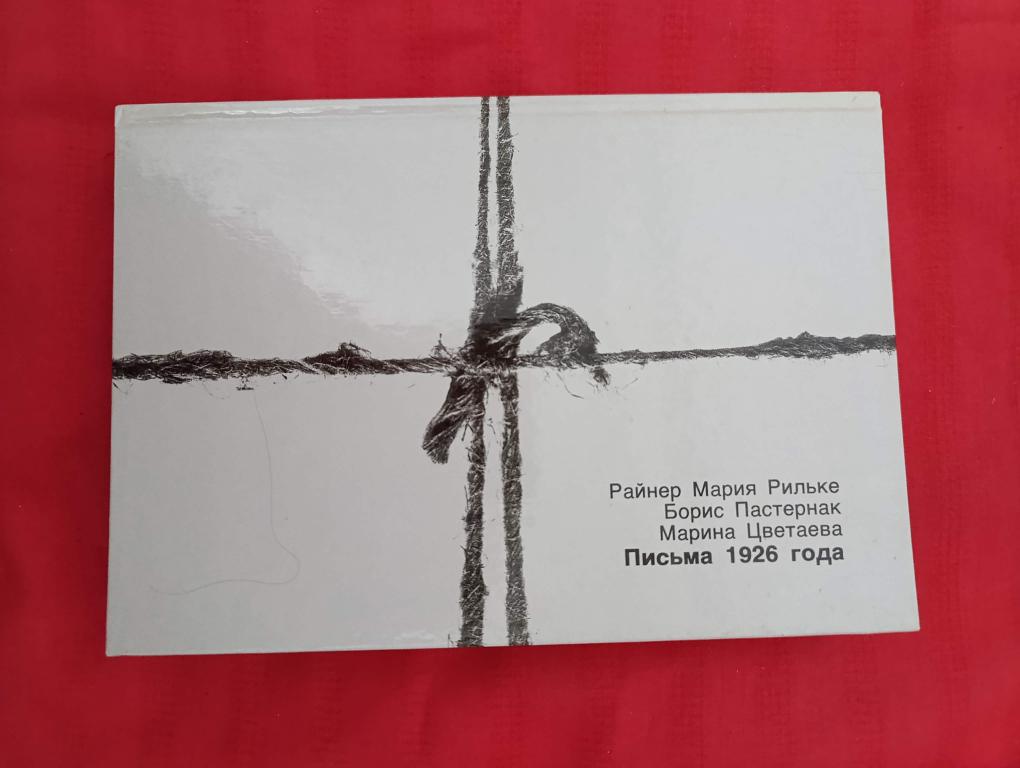 Райнер Мария Рильке
Борис Пастернак
Марина Цветаева
Письма 1926 года